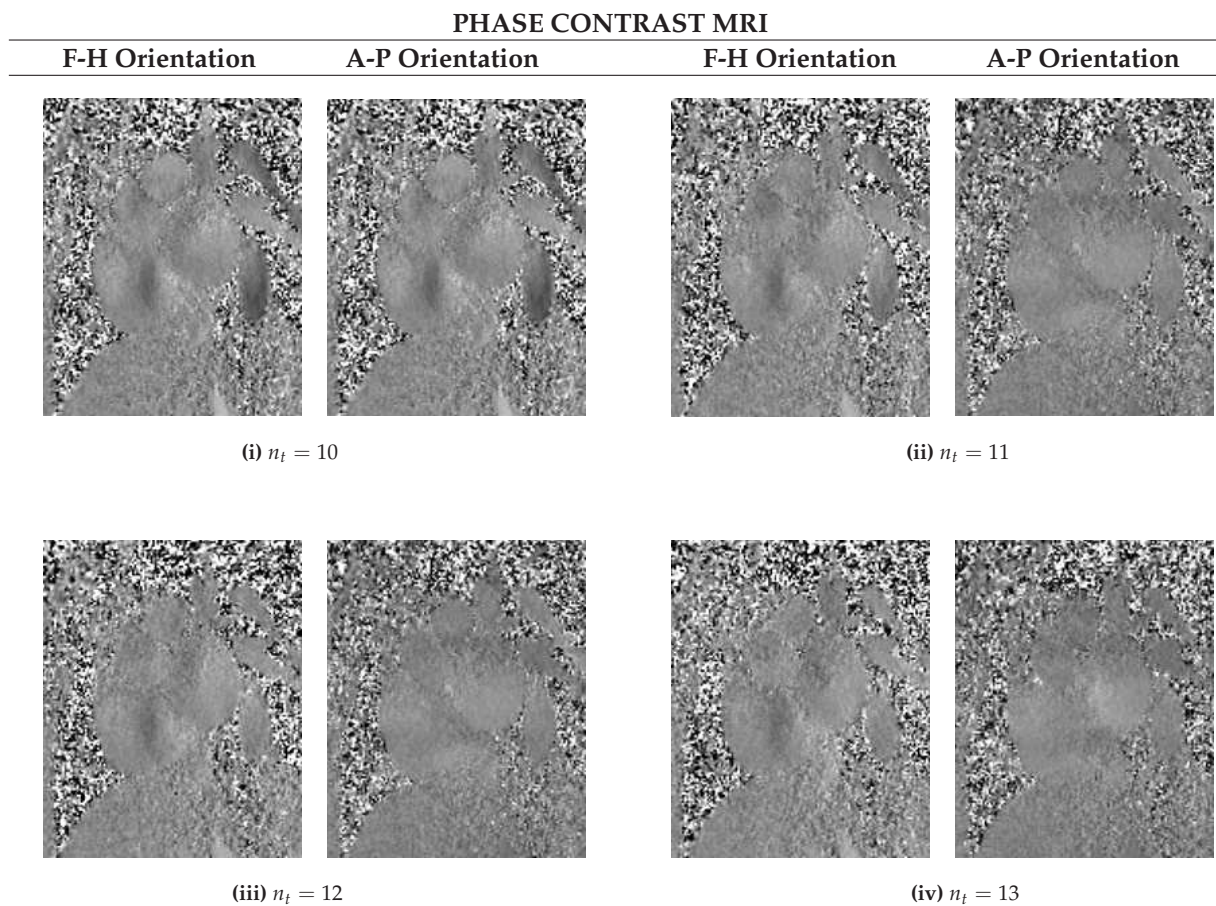 PHASE CONTRAST MRI
F-H Orientation A-P Orientation F-H Orientation A-P Orientation
(i) n_t = 10 (ii) n_t = 11
(iii) n_t = 12 (iv) n_t = 13